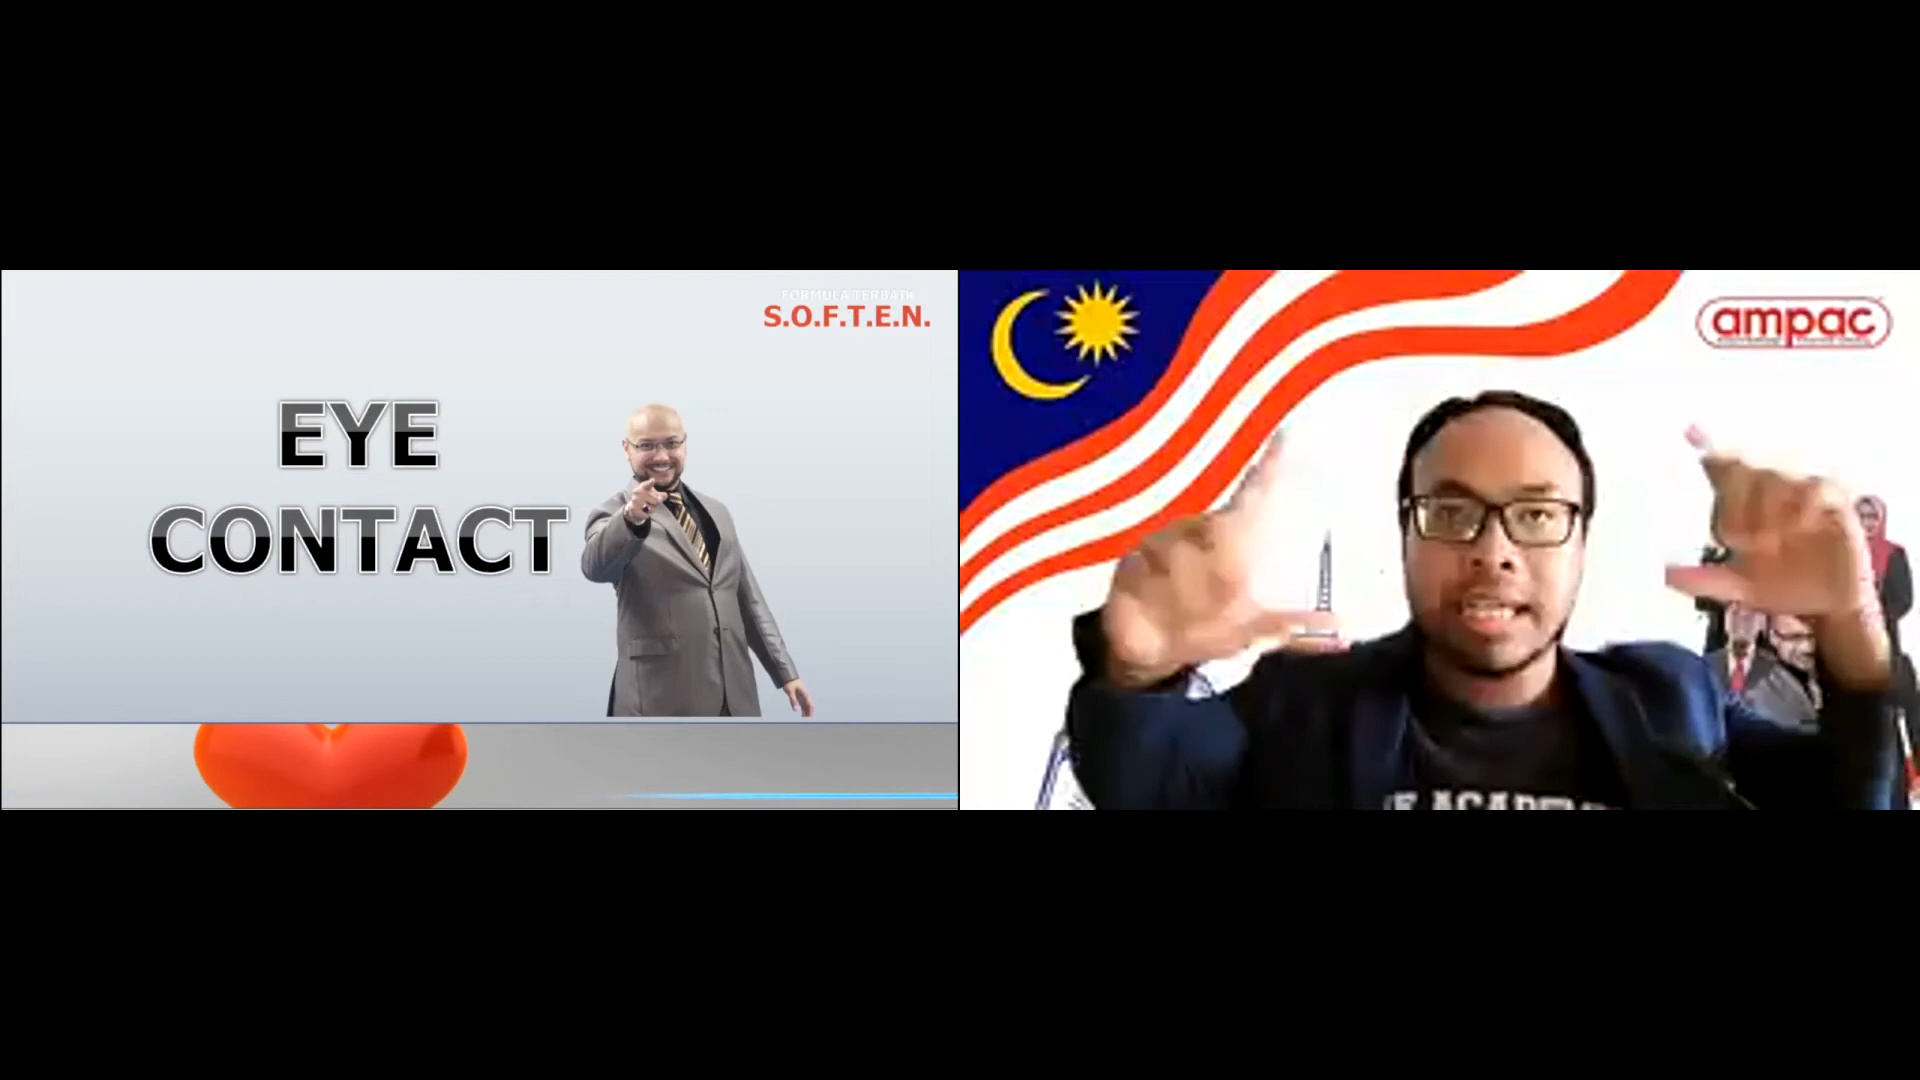 FORMULA TERBAIK
S.O.F.T.E.N.
EYE
CONTACT
ampac